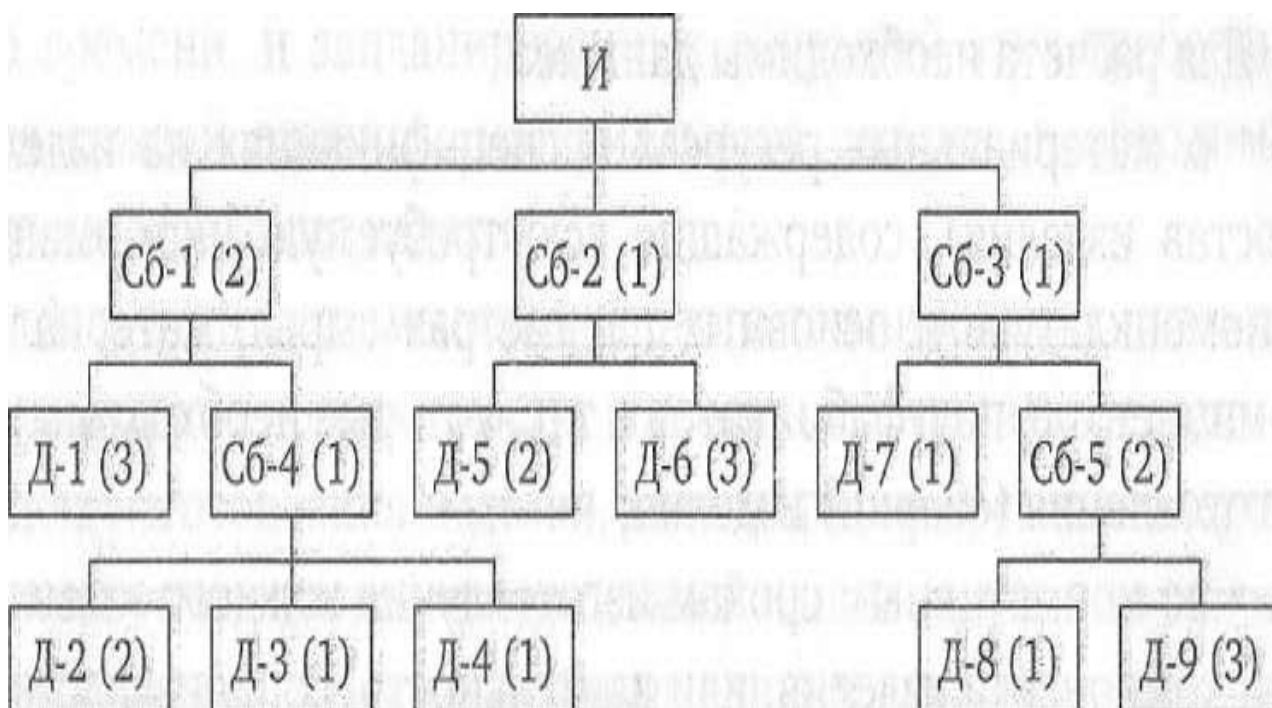 И
Сб-1 (2) Сб-2 (1) Сб-3 (1)
Д-1 (3) Сб-4 (1) Д-5 (2) Д-6 (3) Д-7 (1) Сб-5 (2)
Д-2 (2) Д-3 (1) Д-4 (1) Д-8 (1) Д-9 (3)